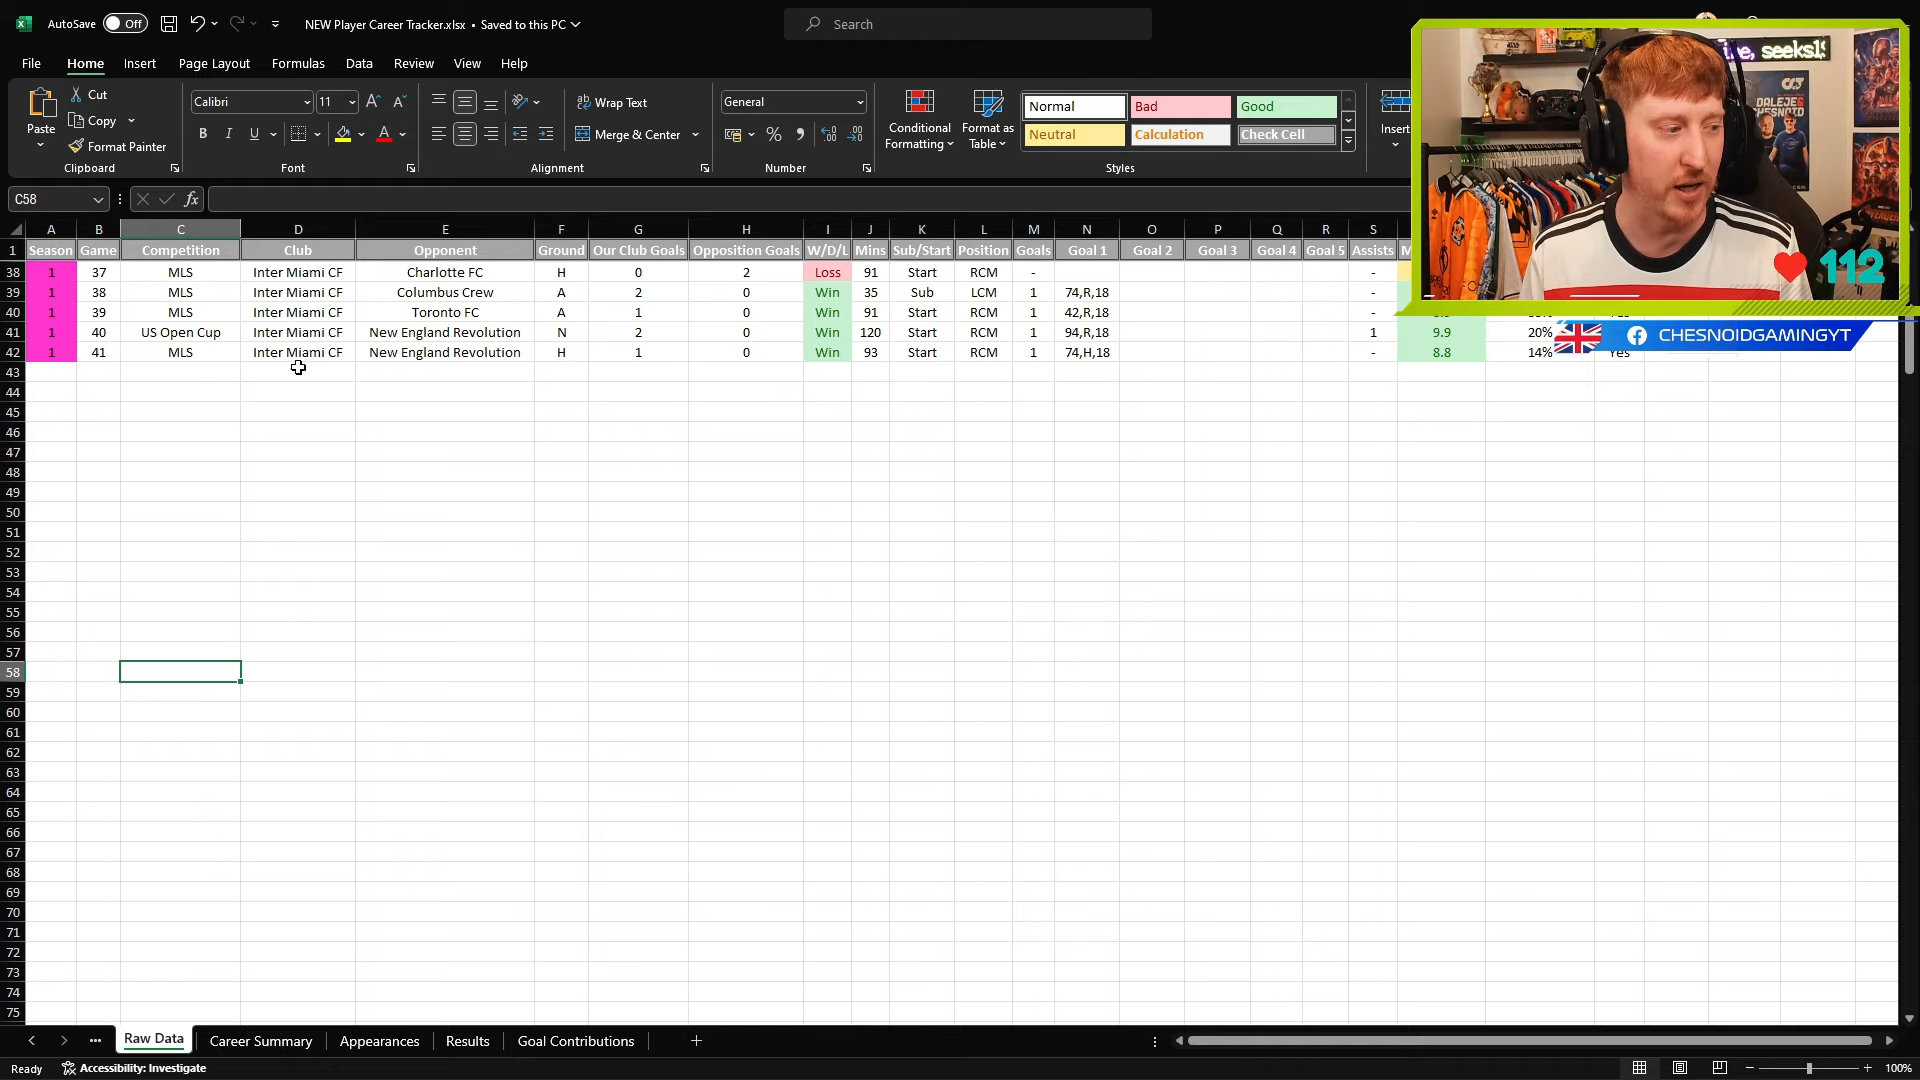 AutoSave Off NEW Player Career Tracker.xlsx • Saved to this PC Search
File Home Insert Page Layout Formulas Data Review View Help
Paste Cut Copy Format Painter Clipboard
Calibri 11 B I U Font
Wrap Text Merge & Center Alignment
General % Number
Conditional Formatting Format as Table
Normal Bad Good
Neutral Calculation Check Cell
Styles Insert
112
CHESNOIDGAMINGYT
C58 fx
A B C D E F G H I J K L M N O P Q R S
1 Season Game Competition Club Opponent Ground Our Club Goals Opposition Goals W/D/L Mins Sub/Start Position Goals Goal 1 Goal 2 Goal 3 Goal 4 Goal 5 Assists
38 1 37 MLS Inter Miami CF Charlotte FC H 0 2 Loss 91 Start RCM - -
39 1 38 MLS Inter Miami CF Columbus Crew A 2 0 Win 35 Sub LCM 1 74,R,18 -
40 1 39 MLS Inter Miami CF Toronto FC A 1 0 Win 91 Start RCM 1 42,R,18 -
41 1 40 US Open Cup Inter Miami CF New England Revolution N 2 0 Win 120 Start RCM 1 94,R,18 1 9.9 20%
42 1 41 MLS Inter Miami CF New England Revolution H 1 0 Win 93 Start RCM 1 74,H,18 - 8.8 14% Yes
43
44
45
46
47
48
49
50
51
52
53
54
55
56
57
58
59
60
61
62
63
64
65
66
67
68
69
70
71
72
73
74
75
Raw Data Career Summary Appearances Results Goal Contributions
Ready Accessibility: Investigate 100%